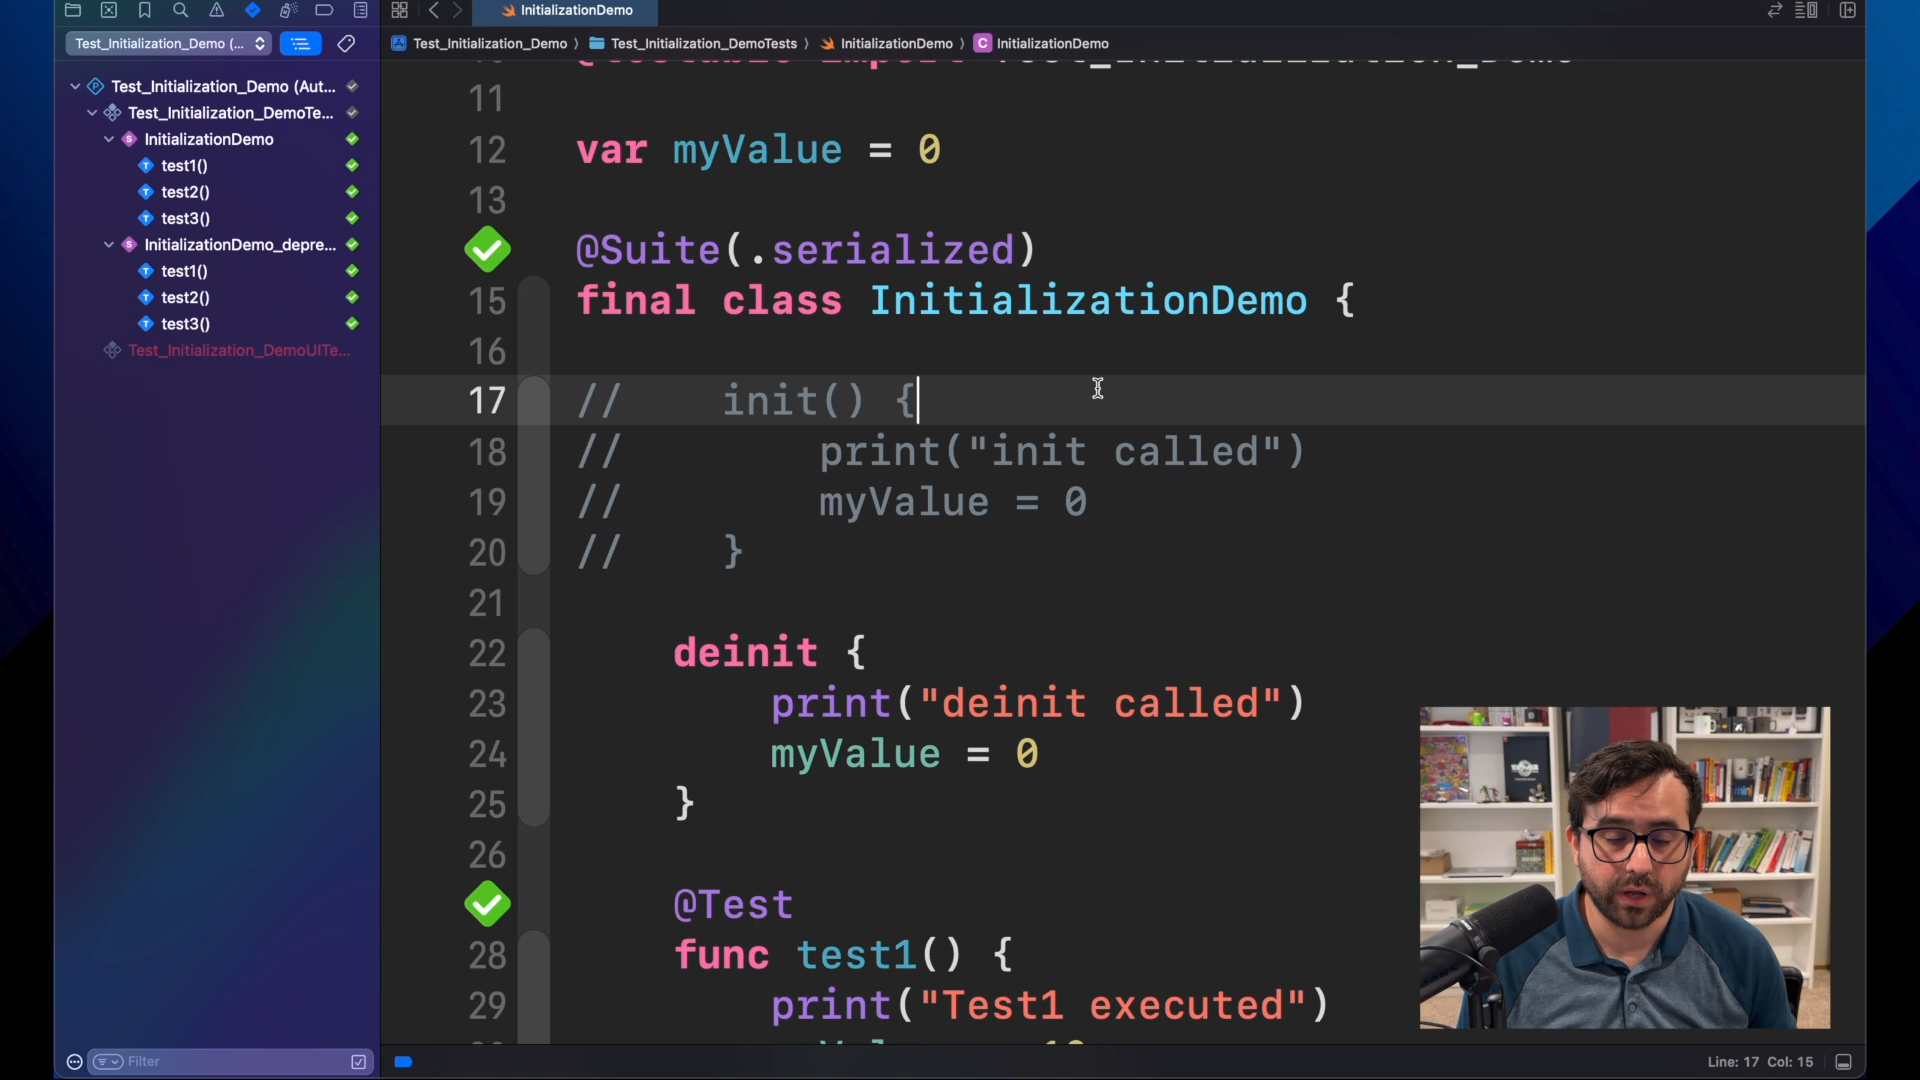 InitializationDemo
Test_Initialization_Demo (...
Test_Initialization_Demo
Test_Initialization_DemoTests
InitializationDemo
InitializationDemo
Test_Initialization_Demo (Aut...
Test_Initialization_DemoTe...
InitializationDemo
test1()
test2()
test3()
InitializationDemo_depre...
test1()
test2()
test3()
Test_Initialization_DemoUITe...
Filter
@testable import Test_Initialization_Demo
11
12 var myValue = 0
13
@Suite(.serialized)
15 final class InitializationDemo {
16
17 // init() {
18 // print("init called")
19 // myValue = 0
20 // }
21
22 deinit {
23 print("deinit called")
24 myValue = 0
25 }
26
@Test
28 func test1() {
29 print("Test1 executed")
Line: 17 Col: 15